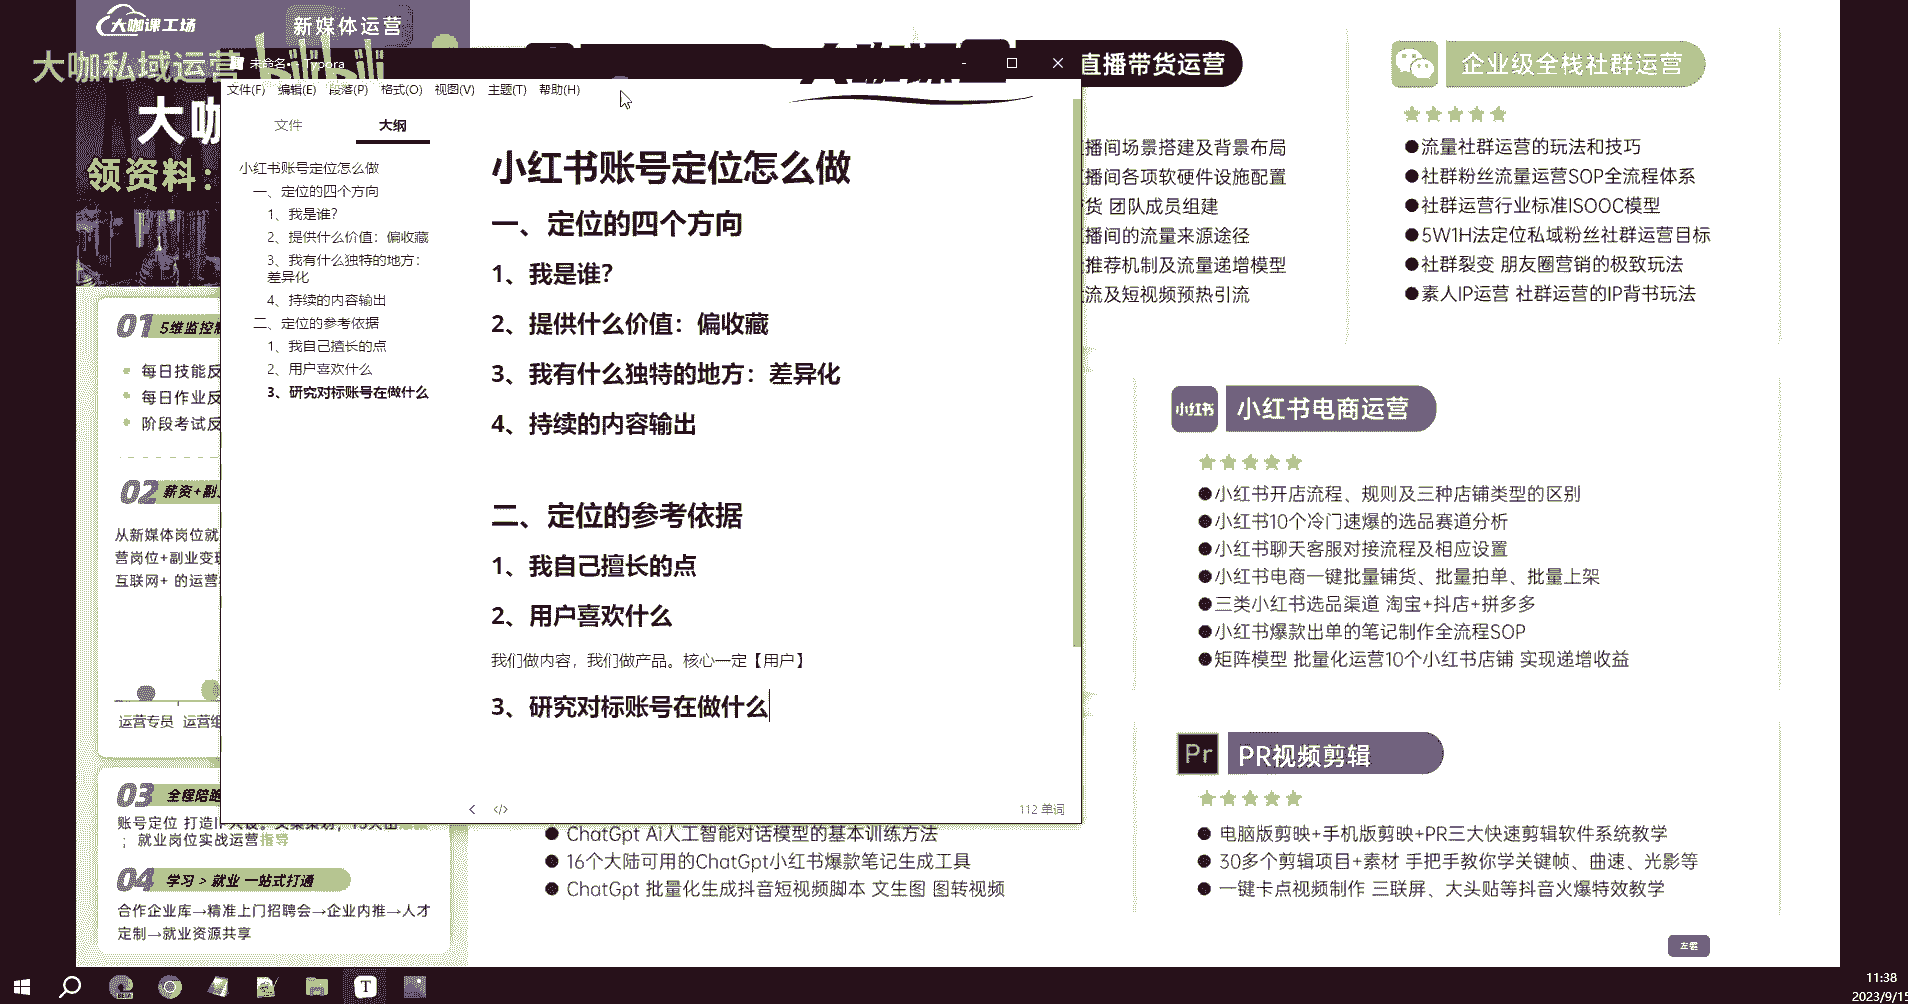 大咖课工场
新媒体运营
大咖私域运营
bilibili
大咖
领资料：
01 5维监控
每日技能反
每日作业反
阶段考试反
02 薪资+副
从新媒体岗位就
营岗位+副业变现
互联网+ 的运营
运营专员 运营组
03 全程陪跑
账号定位 打造IP人设。文案策划，
；就业岗位实战运营指导
04 学习 > 就业 一站式打通
合作企业库→精准上门招聘会→企业内推→人才
定制→就业资源共享
未命名• - Typora
文件(F) 编辑(E) 段落(P) 格式(O) 视图(V) 主题(T) 帮助(H)
文件 大纲
小红书账号定位怎么做
一、定位的四个方向
1、我是谁？
2、提供什么价值：偏收藏
3、我有什么独特的地方：
差异化
4、持续的内容输出
二、定位的参考依据
1、我自己擅长的点
2、用户喜欢什么
3、研究对标账号在做什么
小红书账号定位怎么做
一、定位的四个方向
1、我是谁？
2、提供什么价值：偏收藏
3、我有什么独特的地方：差异化
4、持续的内容输出
二、定位的参考依据
1、我自己擅长的点
2、用户喜欢什么
我们做内容，我们做产品。核心一定【用户】
3、研究对标账号在做什么
112 单词
直播带货运营
播间场景搭建及背景布局
播间各项软硬件设施配置
货 团队成员组建
播间的流量来源途径
推荐机制及流量递增模型
流及短视频预热引流
企业级全栈社群运营
●流量社群运营的玩法和技巧
●社群粉丝流量运营SOP全流程体系
●社群运营行业标准ISOOC模型
●5W1H法定位私域粉丝社群运营目标
●社群裂变 朋友圈营销的极致玩法
●素人IP运营 社群运营的IP背书玩法
小红书 小红书电商运营
●小红书开店流程、规则及三种店铺类型的区别
●小红书10个冷门速爆的选品赛道分析
●小红书聊天客服对接流程及相应设置
●小红书电商一键批量铺货、批量拍单、批量上架
●三类小红书选品渠道 淘宝+抖店+拼多多
●小红书爆款出单的笔记制作全流程SOP
●矩阵模型 批量化运营10个小红书店铺 实现递增收益
Pr PR视频剪辑
● 电脑版剪映+手机版剪映+PR三大快速剪辑软件系统教学
● 30多个剪辑项目+素材 手把手教你学关键帧、曲速、光影等
● 一键卡点视频制作 三联屏、大头贴等抖音火爆特效教学
● ChatGpt Ai人工智能对话模型的基本训练方法
● 16个大陆可用的ChatGpt小红书爆款笔记生成工具
● ChatGpt 批量化生成抖音短视频脚本 文生图 图转视频
11:38
2023/9/15